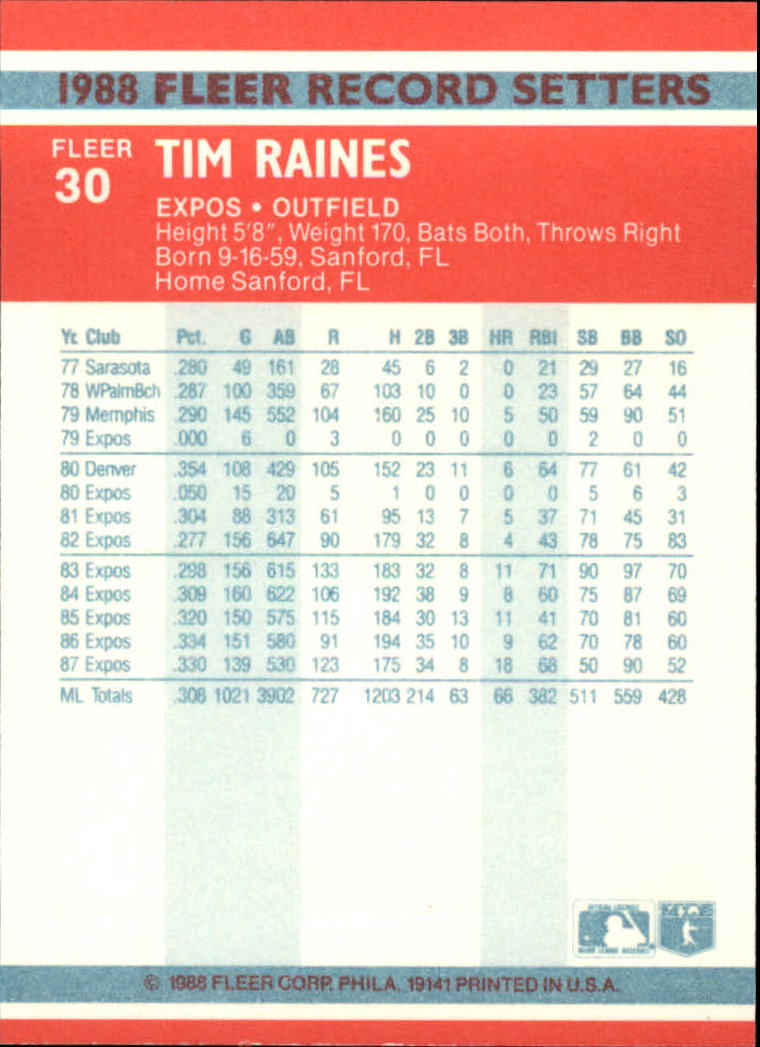 1988 FLEER RECORD SETTERS
FLEER
30
TIM RAINES
EXPOS • OUTFIELD
Height 5'8", Weight 170, Bats Both, Throws Right
Born 9-16-59, Sanford, FL
Home Sanford, FL
Yr. Club Pct. G AB R H 2B 3B HR RBI SB BB SO
77 Sarasota .280 49 161 28 45 6 2 0 21 29 27 16
78 WPalmBch .287 100 359 67 103 10 0 0 23 57 64 44
79 Memphis .290 145 552 104 160 25 10 5 50 59 90 51
79 Expos .000 6 0 3 0 0 0 0 0 2 0 0
80 Denver .354 108 429 105 152 23 11 6 64 77 61 42
80 Expos .050 15 20 5 1 0 0 0 0 5 6 3
81 Expos .304 88 313 61 95 13 7 5 37 71 45 31
82 Expos .277 156 647 90 179 32 8 4 43 78 75 83
83 Expos .298 156 615 133 183 32 8 11 71 90 97 70
84 Expos .309 160 622 106 192 38 9 8 60 75 87 69
85 Expos .320 150 575 115 184 30 13 11 41 70 81 60
86 Expos .334 151 580 91 194 35 10 9 62 70 78 60
87 Expos .330 139 530 123 175 34 8 18 68 50 90 52
ML Totals .308 1021 3902 727 1203 214 63 66 382 511 559 428
© 1988 FLEER CORP. PHILA. 19141 PRINTED IN U.S.A.